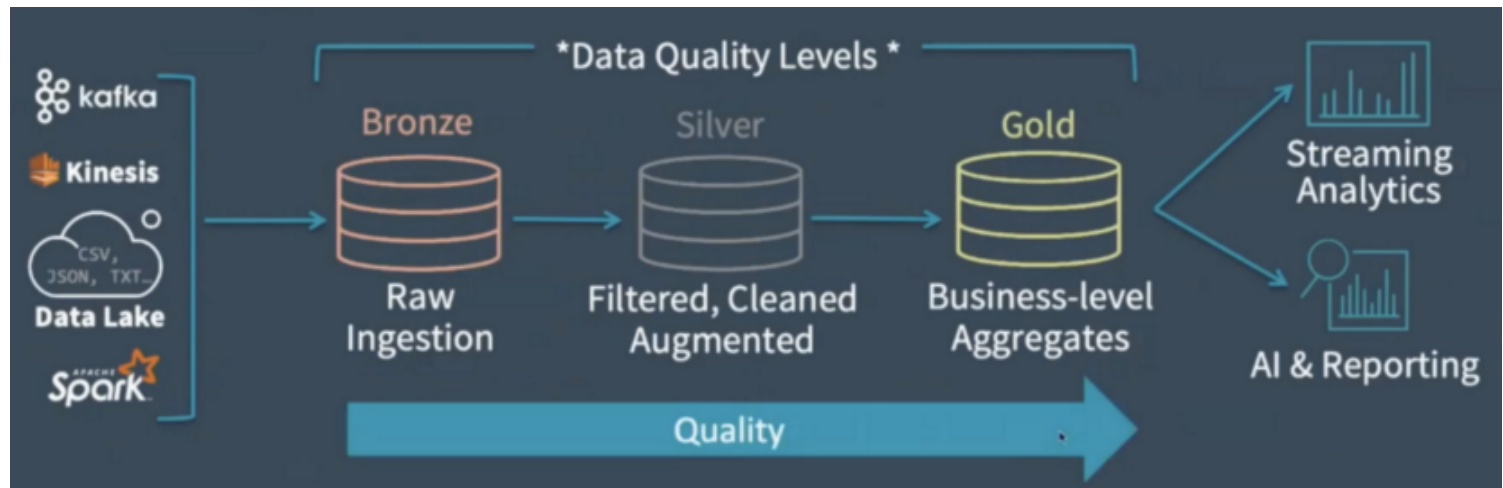 *Data Quality Levels *
kafka
Kinesis
CSV,
JSON, TXT…
Data Lake
APACHE
Spark
Bronze
Raw
Ingestion
Silver
Filtered, Cleaned
Augmented
Gold
Business-level
Aggregates
Quality
Streaming
Analytics
AI & Reporting